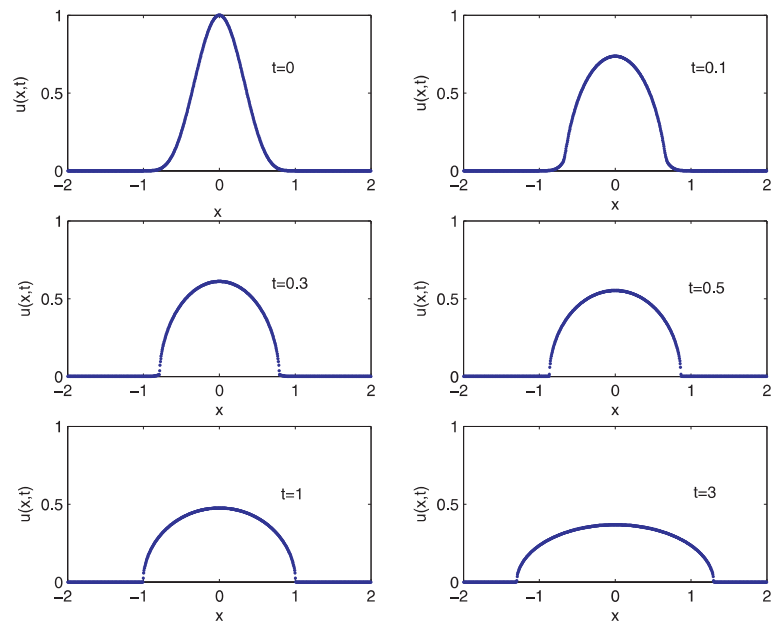 1
0.5
0
u(x,t)
t=0
−2 −1 0 1 2
x
1
0.5
0
u(x,t)
t=0.1
−2 −1 0 1 2
x
1
0.5
0
u(x,t)
t=0.3
−2 −1 0 1 2
x
1
0.5
0
u(x,t)
t=0.5
−2 −1 0 1 2
x
1
0.5
0
u(x,t)
t=1
−2 −1 0 1 2
x
1
0.5
0
u(x,t)
t=3
−2 −1 0 1 2
x